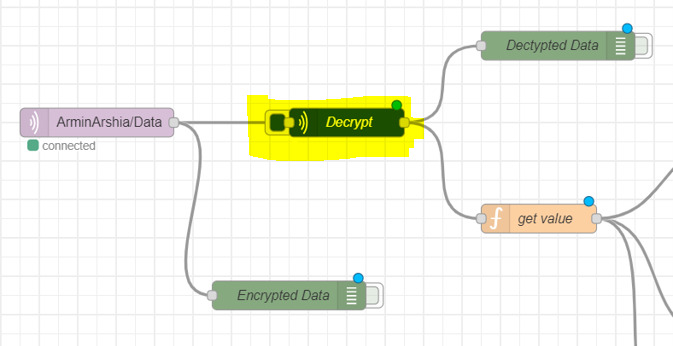 Dectypted Data
ArminArshia/Data
Decrypt
connected
get value
Encrypted Data